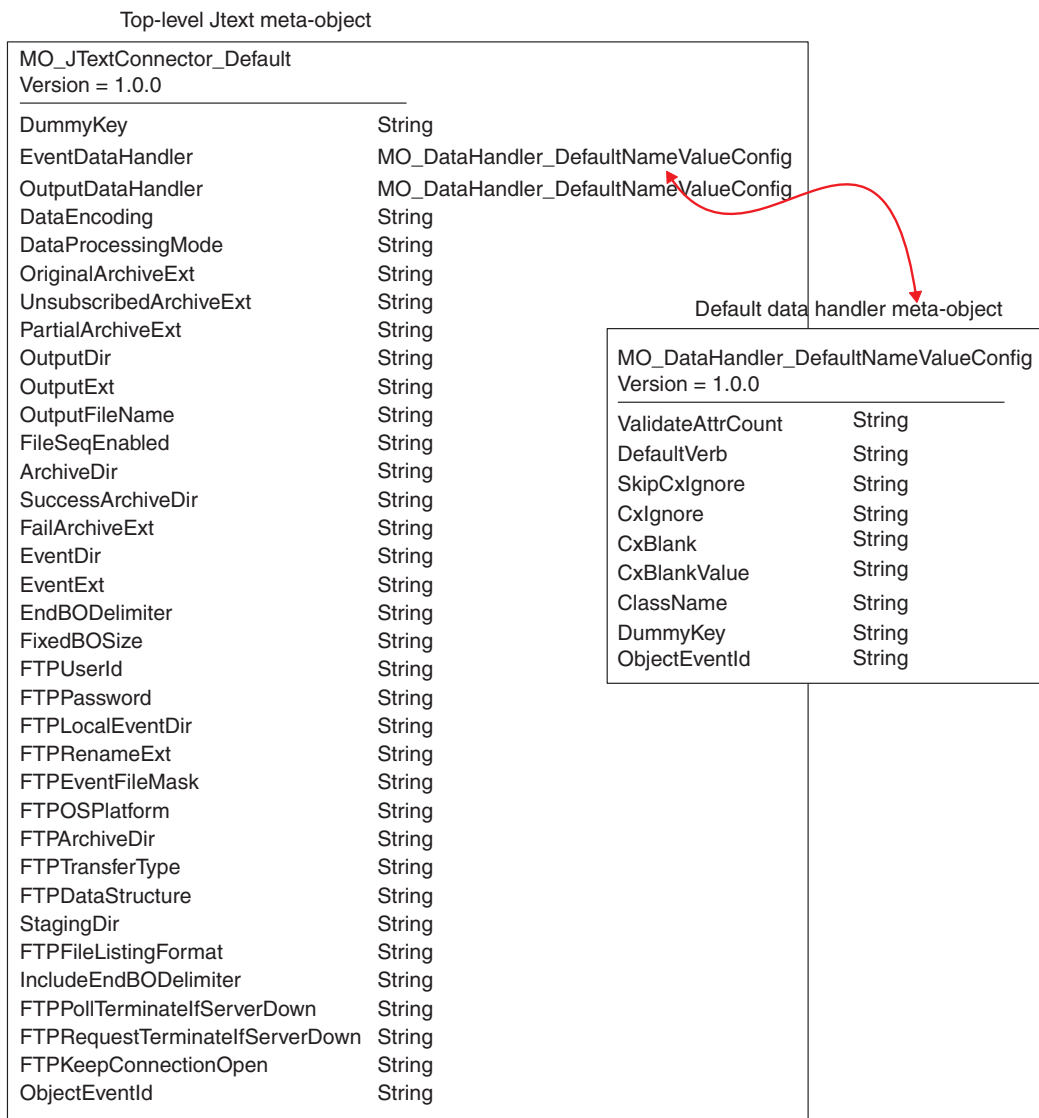 Top-level Jtext meta-object
MO_JTextConnector_Default
Version = 1.0.0
DummyKey String
EventDataHandler MO_DataHandler_DefaultNameValueConfig
OutputDataHandler MO_DataHandler_DefaultNameValueConfig
DataEncoding String
DataProcessingMode String
OriginalArchiveExt String
UnsubscribedArchiveExt String
PartialArchiveExt String
OutputDir String
OutputExt String
OutputFileName String
FileSeqEnabled String
ArchiveDir String
SuccessArchiveDir String
FailArchiveExt String
EventDir String
EventExt String
EndBODelimiter String
FixedBOSize String
FTPUserId String
FTPPassword String
FTPLocalEventDir String
FTPRenameExt String
FTPEventFileMask String
FTPOSPlatform String
FTPArchiveDir String
FTPTransferType String
FTPDataStructure String
StagingDir String
FTPFileListingFormat String
IncludeEndBODelimiter String
FTPPollTerminateIfServerDown String
FTPRequestTerminateIfServerDown String
FTPKeepConnectionOpen String
ObjectEventId String
Default data handler meta-object
MO_DataHandler_DefaultNameValueConfig
Version = 1.0.0
ValidateAttrCount String
DefaultVerb String
SkipCxIgnore String
CxIgnore String
CxBlank String
CxBlankValue String
ClassName String
DummyKey String
ObjectEventId String